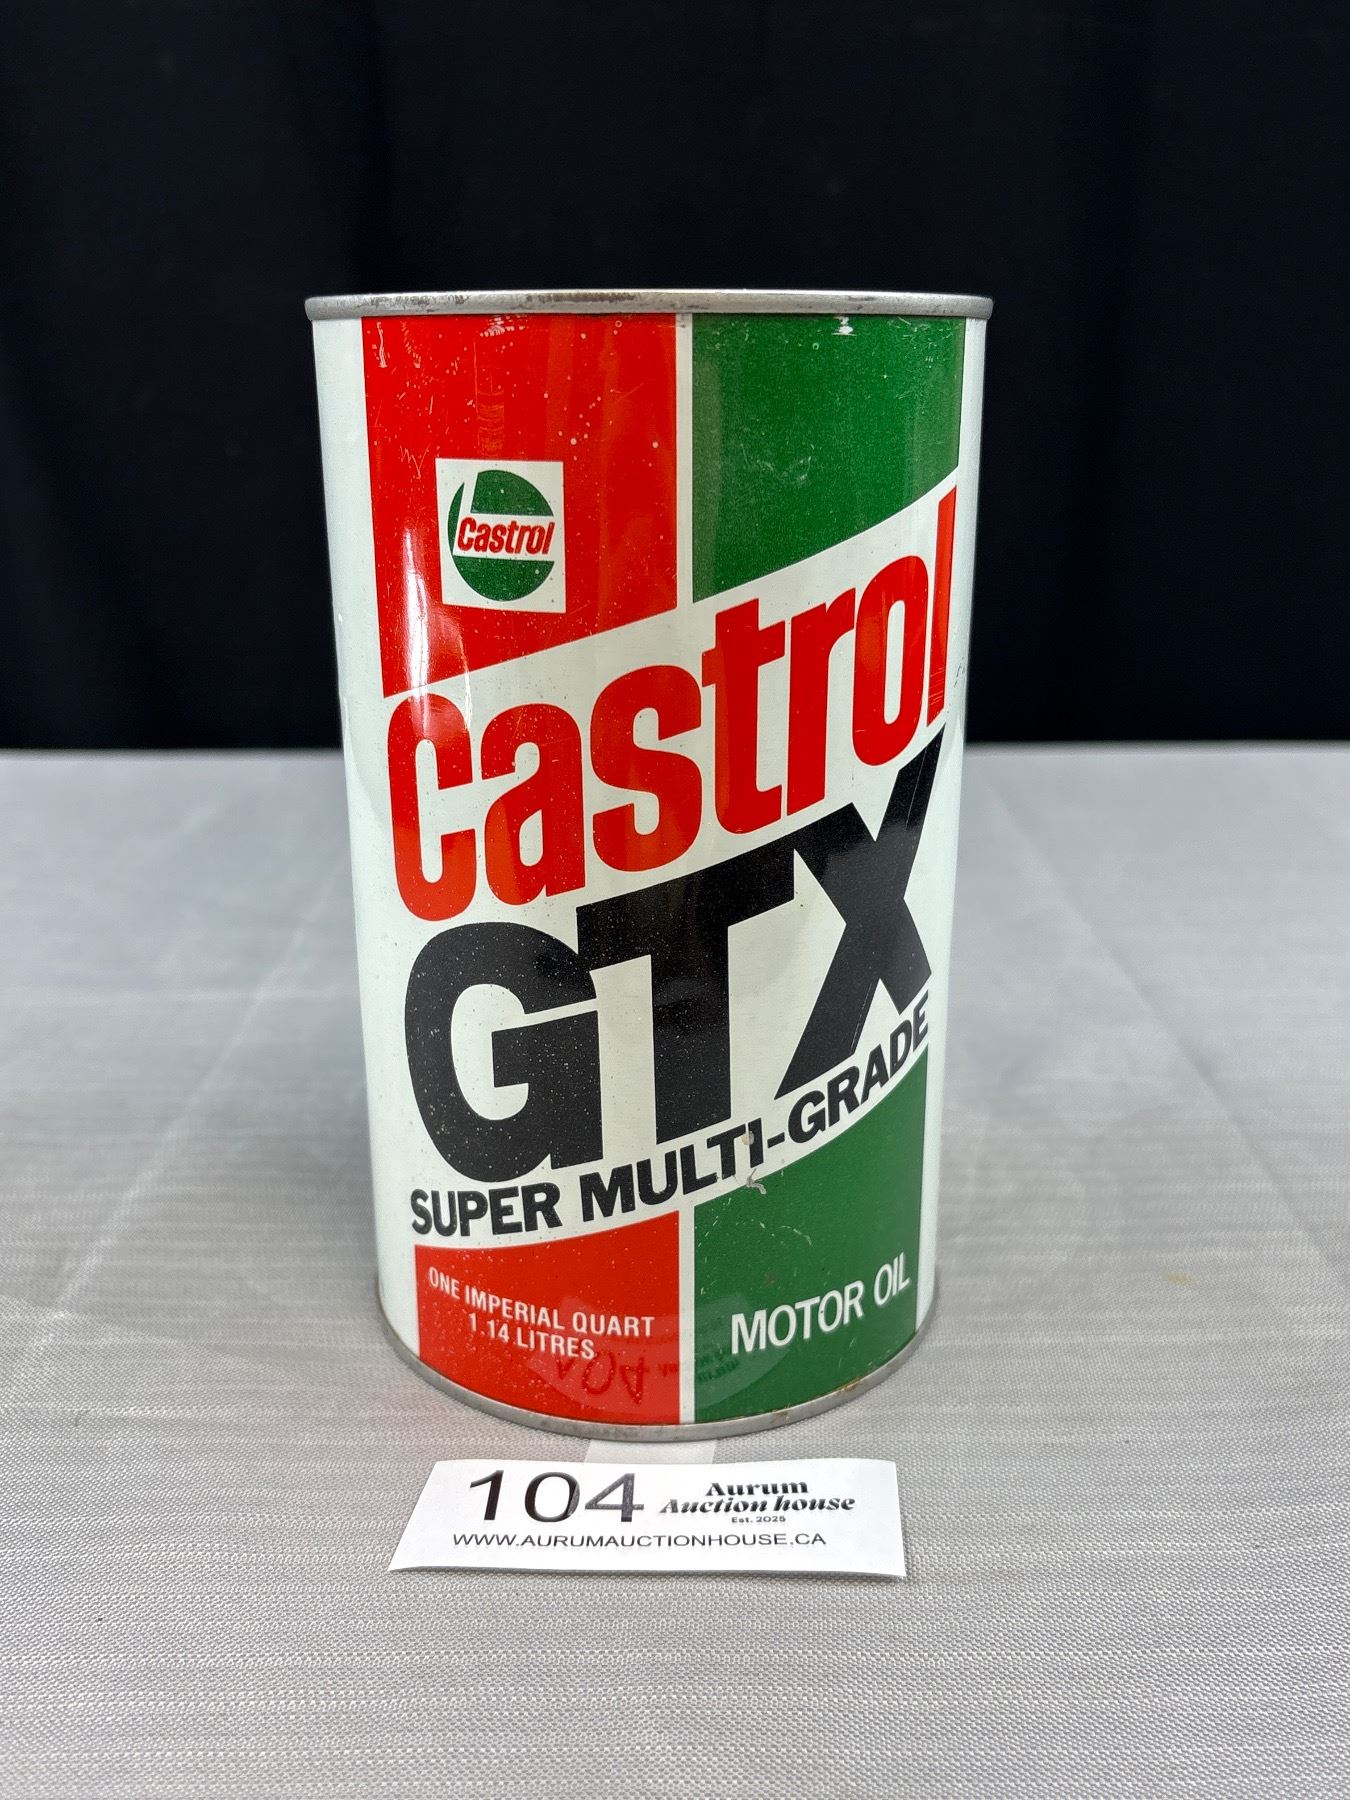 Castrol
Castrol
GTX
SUPER MULTI-GRADE
ONE IMPERIAL QUART
1.14 LITRES
MOTOR OIL
104
Aurum
Auction house
Est. 2025
WWW.AURUMAUCTIONHOUSE.CA